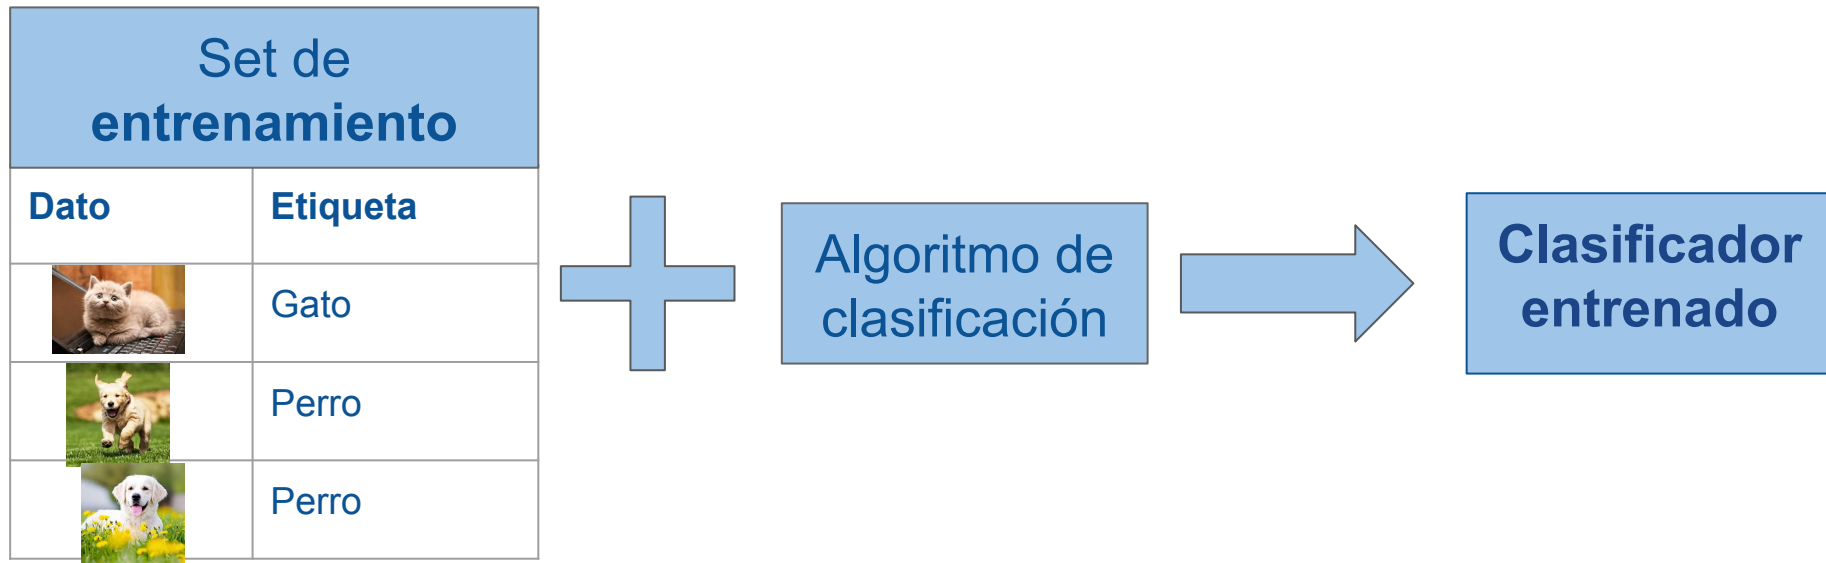 Set de
entrenamiento
Dato
Etiqueta
Gato
Perro
Perro
Algoritmo de
clasificación
Clasificador
entrenado